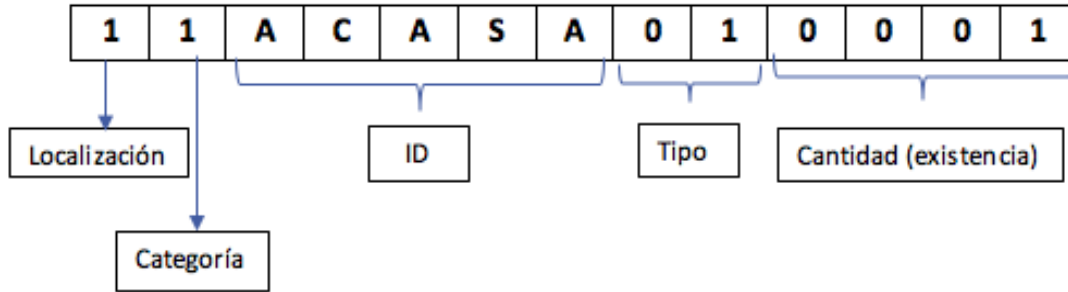 1 1 A C A S A 0 1 0 0 0 1
Localización
ID
Tipo
Cantidad (existencia)
Categoría